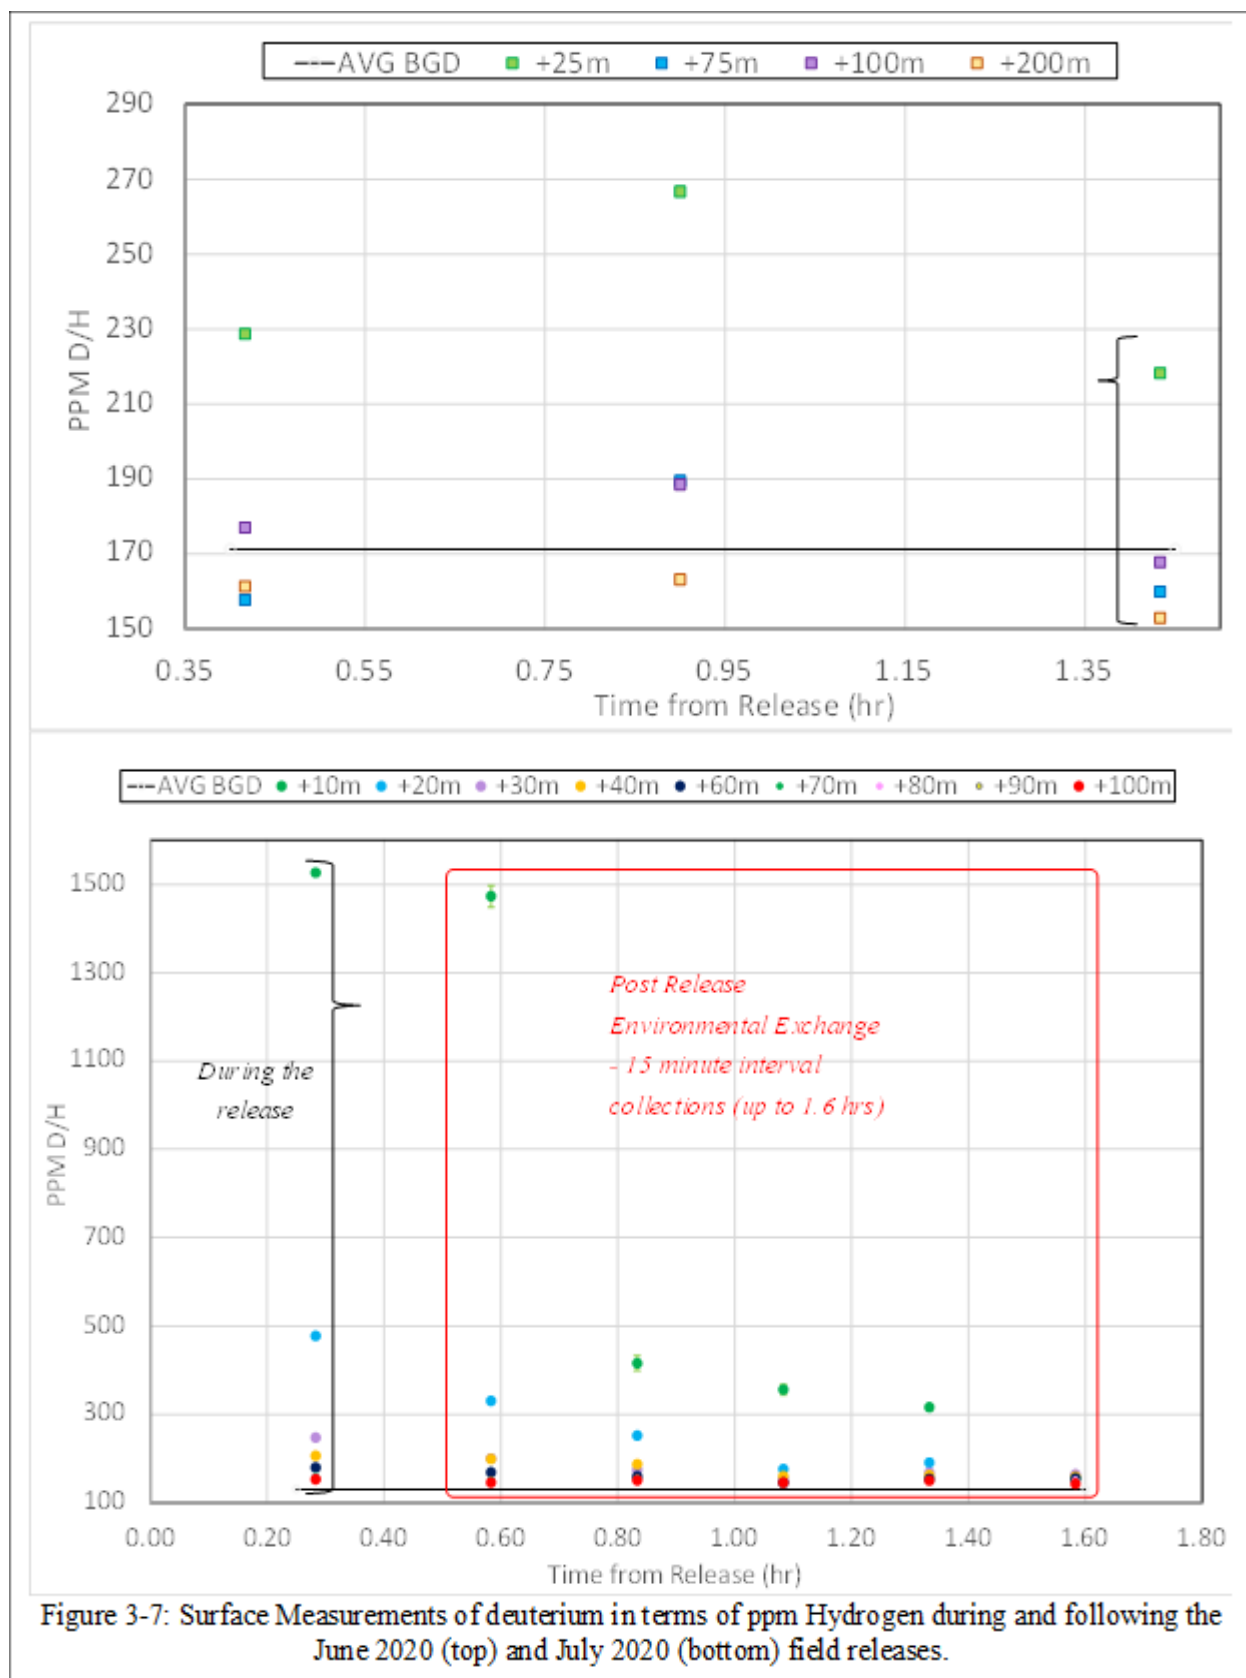 AVG BGD +25m +75m +100m +200m
290
270
250
230
210
190
170
150
PPM D/H
0.35 0.55 0.75 0.95 1.15 1.35
Time from Release (hr)
AVG BGD +10m +20m +30m +40m +60m +70m +80m +90m +100m
1500
1300
1100
900
700
500
300
100
PPM D/H
During the
release
Post Release
Environmental Exchange
- 15 minute interval
collections (up to 1.6 hrs)
0.00 0.20 0.40 0.60 0.80 1.00 1.20 1.40 1.60 1.80
Time from Release (hr)
Figure 3-7: Surface Measurements of deuterium in terms of ppm Hydrogen during and following the
June 2020 (top) and July 2020 (bottom) field releases.